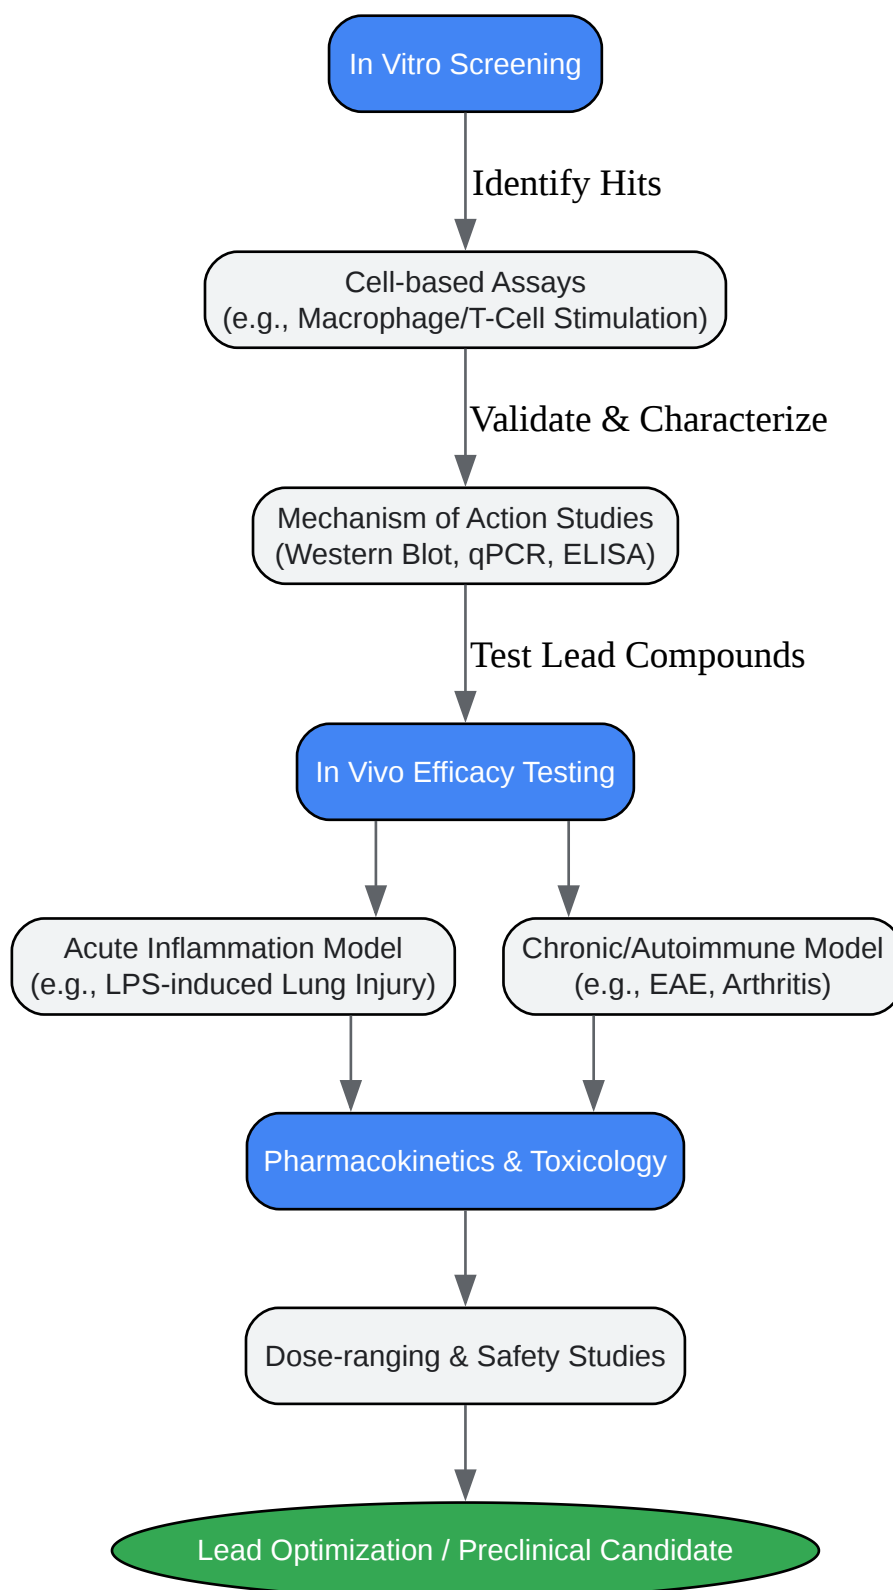 In Vitro Screening
Identify Hits
Cell-based Assays
(e.g., Macrophage/T-Cell Stimulation)
Validate & Characterize
Mechanism of Action Studies
(Western Blot, qPCR, ELISA)
Test Lead Compounds
In Vivo Efficacy Testing
Acute Inflammation Model
(e.g., LPS-induced Lung Injury)
Chronic/Autoimmune Model
(e.g., EAE, Arthritis)
Pharmacokinetics & Toxicology
Dose-ranging & Safety Studies
Lead Optimization / Preclinical Candidate